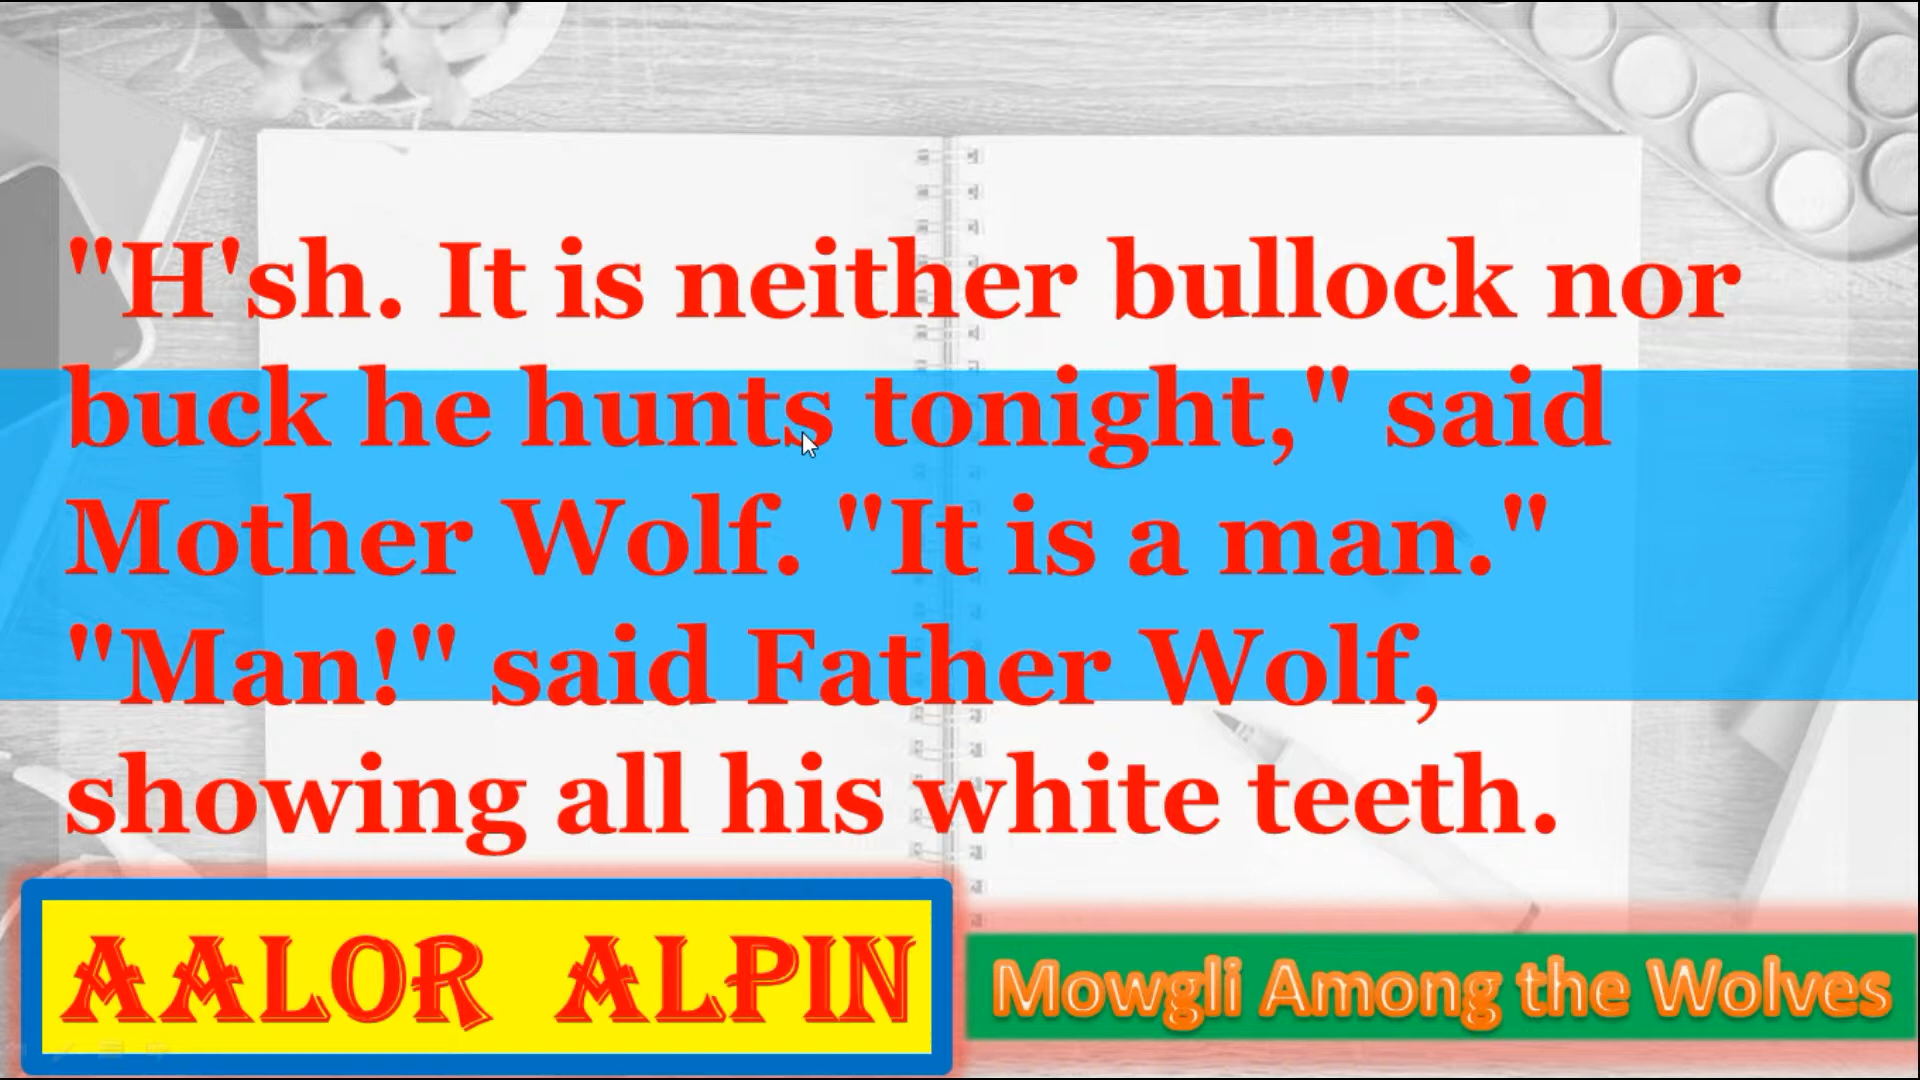 "H'sh. It is neither bullock nor
buck he hunts tonight," said
Mother Wolf. "It is a man."
"Man!" said Father Wolf,
showing all his white teeth.
AALOR ALPIN
Mowgli Among the Wolves